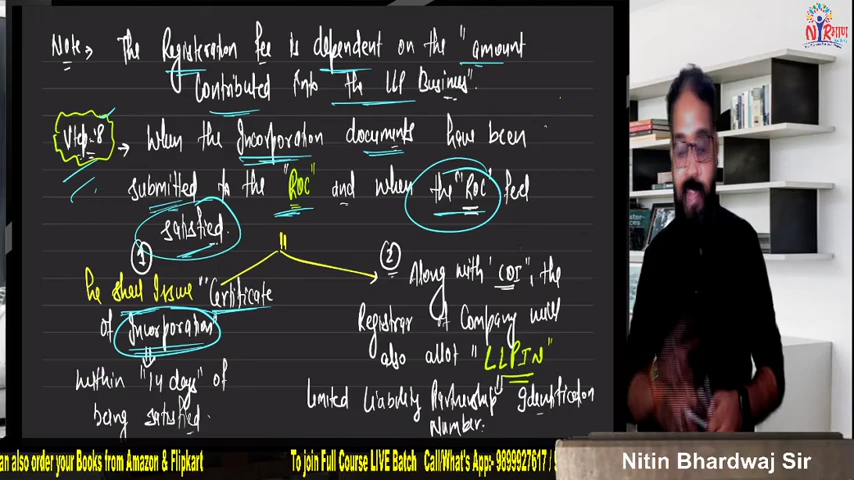 Note → The Registration fee is dependent on the "amount
Contributed into the LLP Business".
Step-8 → When the Incorporation documents have been
submitted to the "ROC" and when the "ROC" feel
satisfied.
①
he shall Issue "Certificate
of Incorporation"
within "14 days" of
being satisfied.
②
Along with "COI", the
Registrar of Company will
also allot "LLPIN"
Limited Liability Partnership Identification
Number.
an also order your Books from Amazon & Flipkart
To join Full Course LIVE Batch Call/What's App:- 9899927617 /
Nitin Bhardwaj Sir